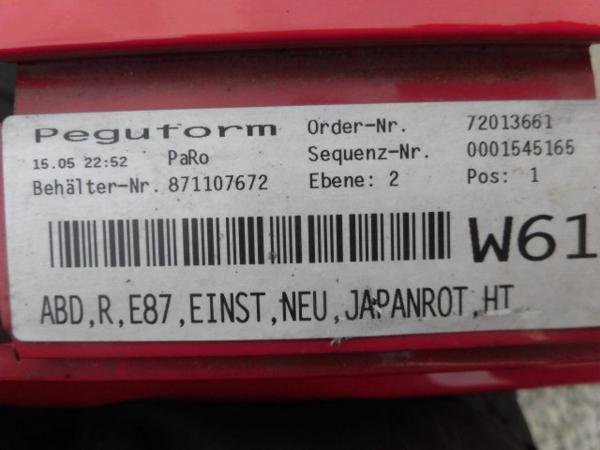 Peguform Order-Nr. 72013661
15.05 22:52 PaRo Sequenz-Nr. 0001545165
Behälter-Nr. 871107672 Ebene: 2 Pos: 1
W61
ABD,R,E87,EINST,NEU,JAPANROT,HT